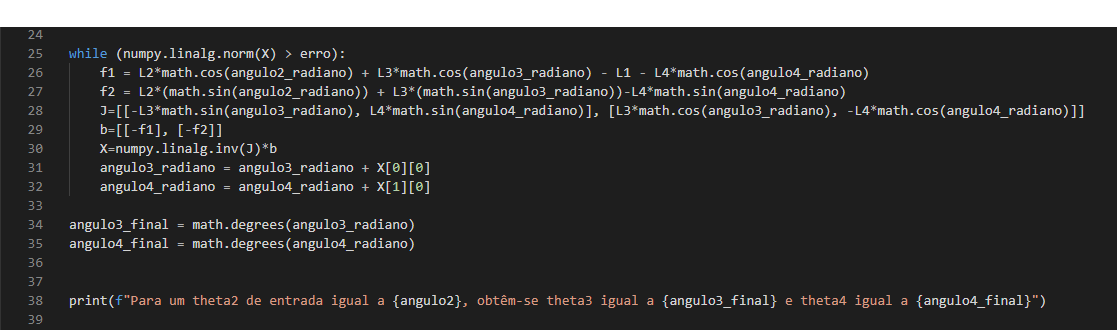 24
25 while (numpy.linalg.norm(X) > erro):
26     f1 = L2*math.cos(angulo2_radiano) + L3*math.cos(angulo3_radiano) - L1 - L4*math.cos(angulo4_radiano)
27     f2 = L2*(math.sin(angulo2_radiano)) + L3*(math.sin(angulo3_radiano))-L4*math.sin(angulo4_radiano)
28     J=[[-L3*math.sin(angulo3_radiano), L4*math.sin(angulo4_radiano)], [L3*math.cos(angulo3_radiano), -L4*math.cos(angulo4_radiano)]]
29     b=[[-f1], [-f2]]
30     X=numpy.linalg.inv(J)*b
31     angulo3_radiano = angulo3_radiano + X[0][0]
32     angulo4_radiano = angulo4_radiano + X[1][0]
33
34 angulo3_final = math.degrees(angulo3_radiano)
35 angulo4_final = math.degrees(angulo4_radiano)
36
37
38 print(f"Para um theta2 de entrada igual a {angulo2}, obtêm-se theta3 igual a {angulo3_final} e theta4 igual a {angulo4_final}")
39